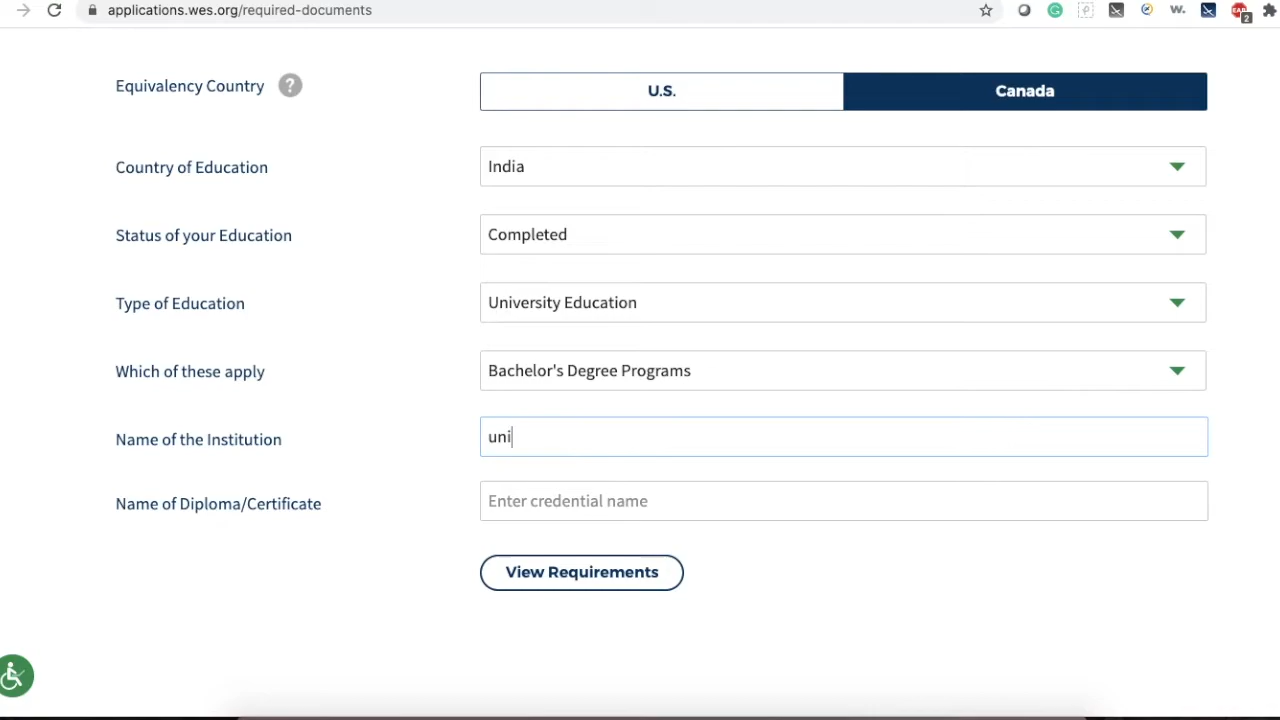 applications.wes.org/required-documents
2
Equivalency Country ?
U.S.
Canada
Country of Education
India
Status of your Education
Completed
Type of Education
University Education
Which of these apply
Bachelor's Degree Programs
Name of the Institution
uni
Name of Diploma/Certificate
Enter credential name
View Requirements